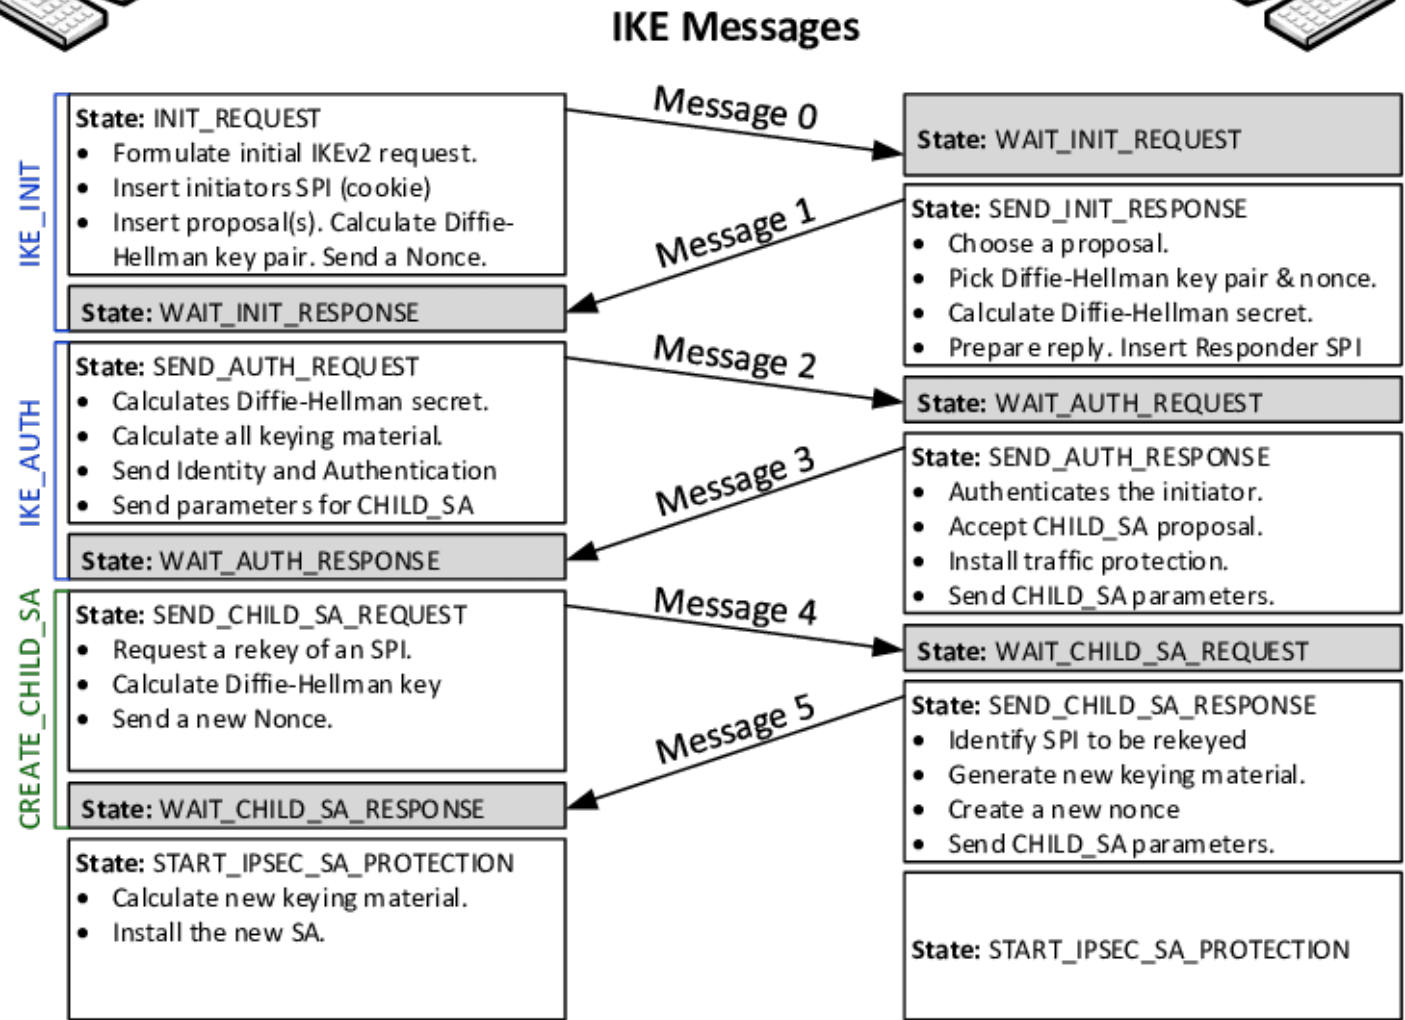 IKE Messages
IKE_INIT
State: INIT_REQUEST
• Formulate initial IKEv2 request.
• Insert initiators SPI (cookie)
• Insert proposal(s). Calculate Diffie-
Hellman key pair. Send a Nonce.
State: WAIT_INIT_RESPONSE
IKE_AUTH
State: SEND_AUTH_REQUEST
• Calculates Diffie-Hellman secret.
• Calculate all keying material.
• Send Identity and Authentication
• Send parameters for CHILD_SA
State: WAIT_AUTH_RESPONSE
CREATE_CHILD_SA
State: SEND_CHILD_SA_REQUEST
• Request a rekey of an SPI.
• Calculate Diffie-Hellman key
• Send a new Nonce.
State: WAIT_CHILD_SA_RESPONSE
State: START_IPSEC_SA_PROTECTION
• Calculate new keying material.
• Install the new SA.
Message 0
Message 1
Message 2
Message 3
Message 4
Message 5
State: WAIT_INIT_REQUEST
State: SEND_INIT_RESPONSE
• Choose a proposal.
• Pick Diffie-Hellman key pair & nonce.
• Calculate Diffie-Hellman secret.
• Prepare reply. Insert Responder SPI
State: WAIT_AUTH_REQUEST
State: SEND_AUTH_RESPONSE
• Authenticates the initiator.
• Accept CHILD_SA proposal.
• Install traffic protection.
• Send CHILD_SA parameters.
State: WAIT_CHILD_SA_REQUEST
State: SEND_CHILD_SA_RESPONSE
• Identify SPI to be rekeyed
• Generate new keying material.
• Create a new nonce
• Send CHILD_SA parameters.
State: START_IPSEC_SA_PROTECTION